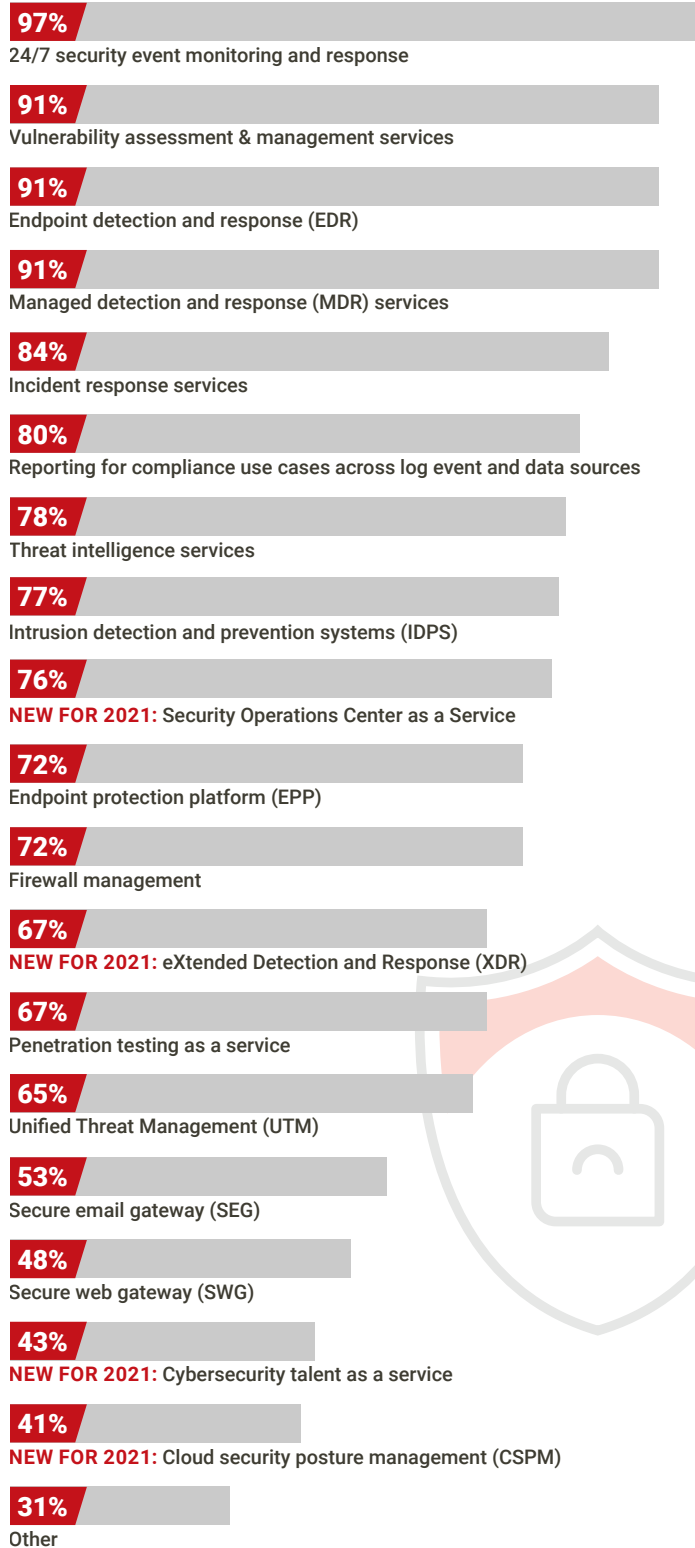 97%
24/7 security event monitoring and response
91%
Vulnerability assessment & management services
91%
Endpoint detection and response (EDR)
91%
Managed detection and response (MDR) services
84%
Incident response services
80%
Reporting for compliance use cases across log event and data sources
78%
Threat intelligence services
77%
Intrusion detection and prevention systems (IDPS)
76%
NEW FOR 2021: Security Operations Center as a Service
72%
Endpoint protection platform (EPP)
72%
Firewall management
67%
NEW FOR 2021: eXtended Detection and Response (XDR)
67%
Penetration testing as a service
65%
Unified Threat Management (UTM)
53%
Secure email gateway (SEG)
48%
Secure web gateway (SWG)
43%
NEW FOR 2021: Cybersecurity talent as a service
41%
NEW FOR 2021: Cloud security posture management (CSPM)
31%
Other